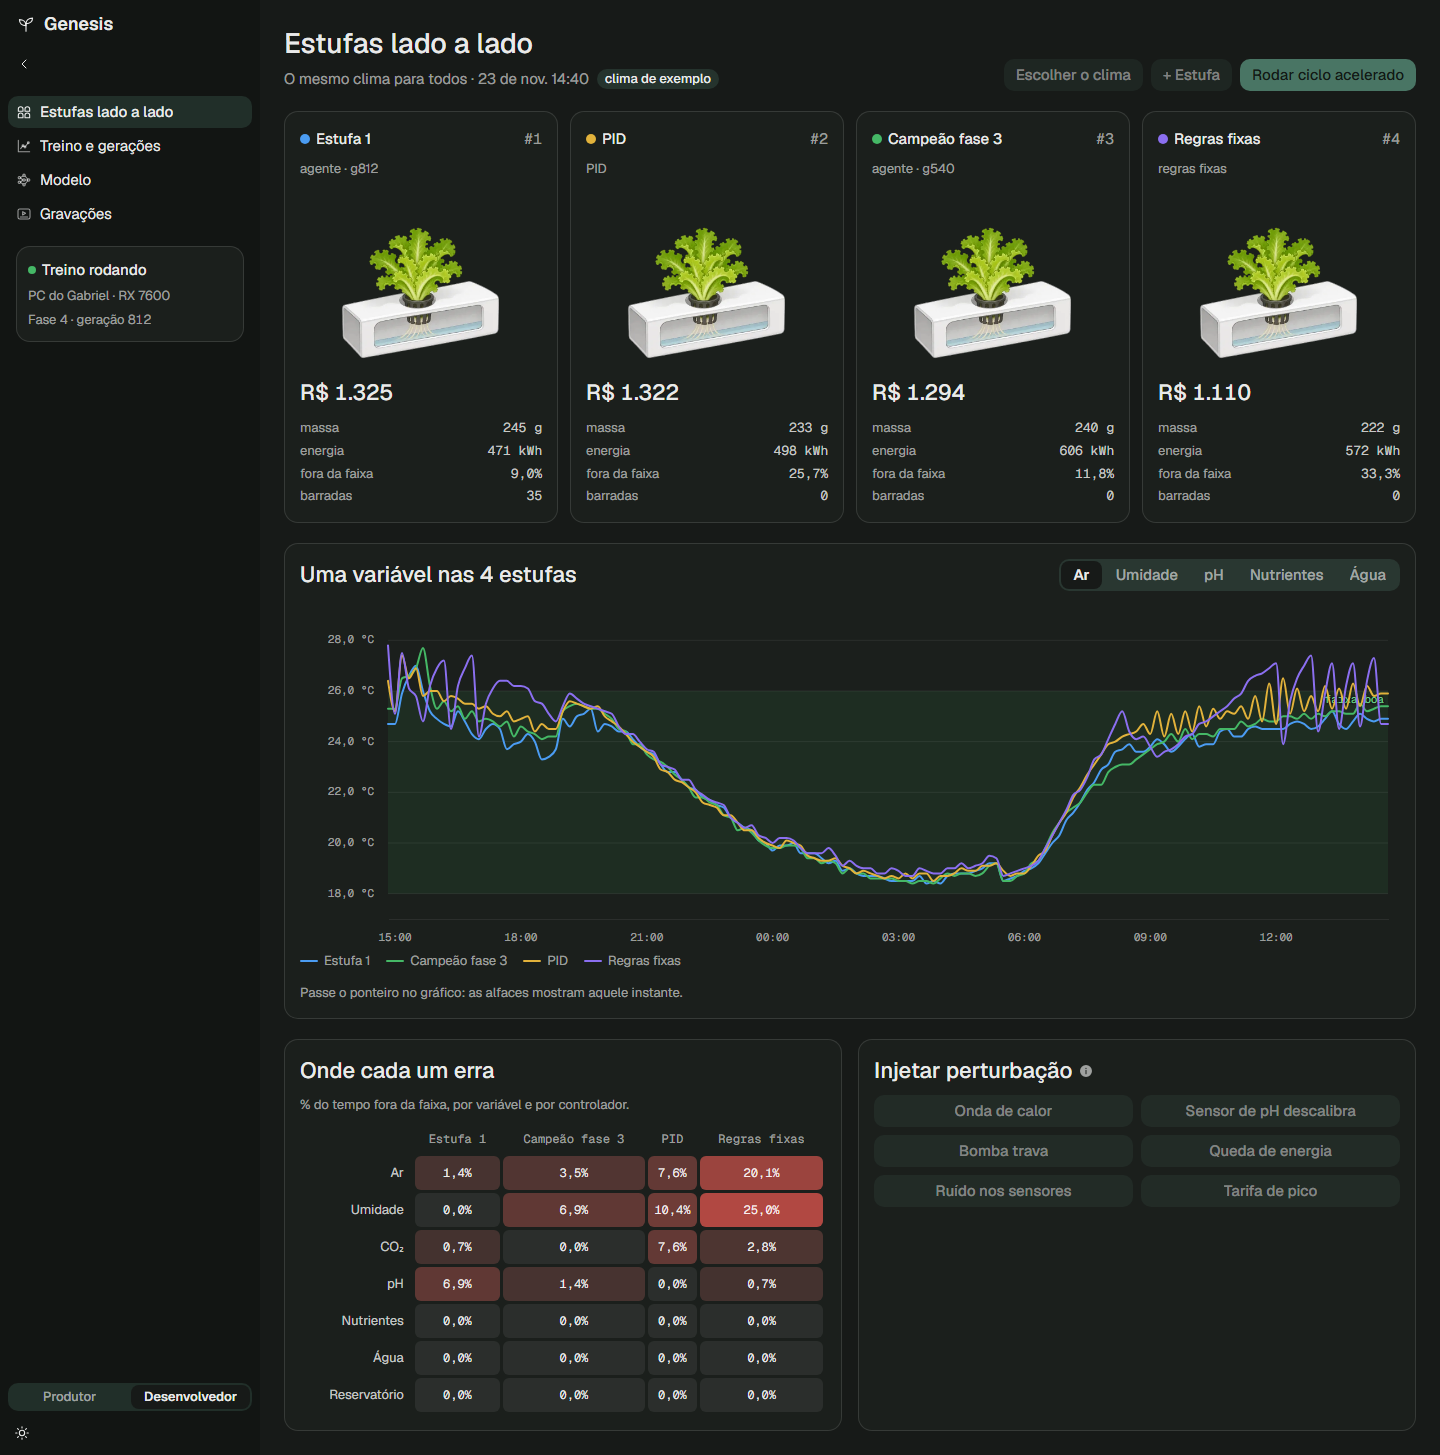 Genesis
Estufas lado a lado
Treino e gerações
Modelo
Gravações
Treino rodando
PC do Gabriel · RX 7600
Fase 4 · geração 812
Produtor
Desenvolvedor
Estufas lado a lado
O mesmo clima para todos · 23 de nov. 14:40
clima de exemplo
Escolher o clima
+ Estufa
Rodar ciclo acelerado
Estufa 1 #1
agente · g812
R$ 1.325
massa 245 g
energia 471 kWh
fora da faixa 9,0%
barradas 35
PID #2
PID
R$ 1.322
massa 233 g
energia 498 kWh
fora da faixa 25,7%
barradas 0
Campeão fase 3 #3
agente · g540
R$ 1.294
massa 240 g
energia 606 kWh
fora da faixa 11,8%
barradas 0
Regras fixas #4
regras fixas
R$ 1.110
massa 222 g
energia 572 kWh
fora da faixa 33,3%
barradas 0
Uma variável nas 4 estufas
Ar Umidade pH Nutrientes Água
28,0 °C
26,0 °C
faixa boa
24,0 °C
22,0 °C
20,0 °C
18,0 °C
15:00 18:00 21:00 00:00 03:00 06:00 09:00 12:00
Estufa 1 Campeão fase 3 PID Regras fixas
Passe o ponteiro no gráfico: as alfaces mostram aquele instante.
Onde cada um erra
% do tempo fora da faixa, por variável e por controlador.
Estufa 1 Campeão fase 3 PID Regras fixas
Ar 1,4% 3,5% 7,6% 20,1%
Umidade 0,0% 6,9% 10,4% 25,0%
CO₂ 0,7% 0,0% 7,6% 2,8%
pH 6,9% 1,4% 0,0% 0,7%
Nutrientes 0,0% 0,0% 0,0% 0,0%
Água 0,0% 0,0% 0,0% 0,0%
Reservatório 0,0% 0,0% 0,0% 0,0%
Injetar perturbação
Onda de calor
Sensor de pH descalibra
Bomba trava
Queda de energia
Ruído nos sensores
Tarifa de pico